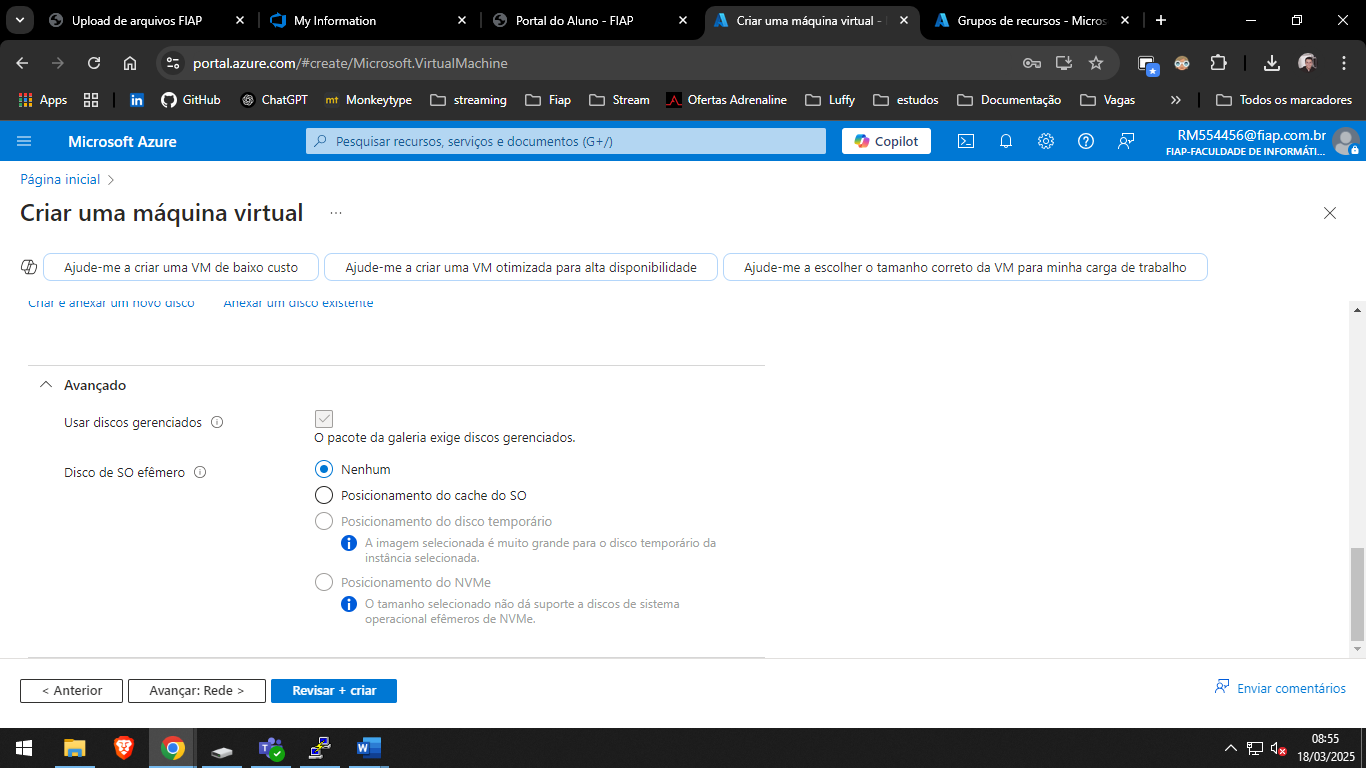 Upload de arquivos FIAP
My Information
Portal do Aluno - FIAP
Criar uma máquina virtual -
Grupos de recursos - Micros
portal.azure.com/#create/Microsoft.VirtualMachine
Apps
GitHub
ChatGPT
mt Monkeytype
streaming
Fiap
Stream
Ofertas Adrenaline
Luffy
estudos
Documentação
Vagas
Todos os marcadores
Microsoft Azure
Pesquisar recursos, serviços e documentos (G+/)
Copilot
RM554456@fiap.com.br
FIAP-FACULDADE DE INFORMÁTI...
Página inicial >
Criar uma máquina virtual ...
Ajude-me a criar uma VM de baixo custo
Ajude-me a criar uma VM otimizada para alta disponibilidade
Ajude-me a escolher o tamanho correto da VM para minha carga de trabalho
Criar e anexar um novo disco
Anexar um disco existente
Avançado
Usar discos gerenciados
O pacote da galeria exige discos gerenciados.
Disco de SO efêmero
Nenhum
Posicionamento do cache do SO
Posicionamento do disco temporário
A imagem selecionada é muito grande para o disco temporário da
instância selecionada.
Posicionamento do NVMe
O tamanho selecionado não dá suporte a discos de sistema
operacional efêmeros de NVMe.
< Anterior
Avançar: Rede >
Revisar + criar
Enviar comentários
08:55
18/03/2025